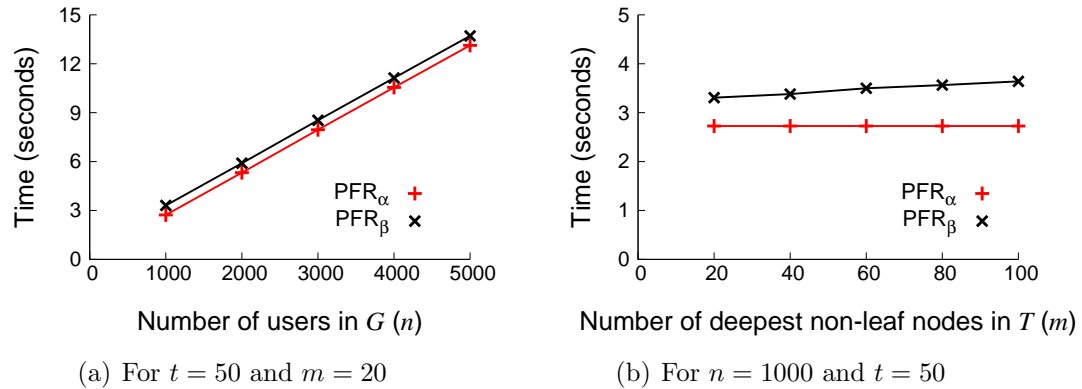 15
12
9
6
3
0
Time (seconds)
PFRα
PFRβ
0 1000 2000 3000 4000 5000
Number of users in G (n)
(a) For t = 50 and m = 20
5
4
3
2
1
0
Time (seconds)
PFRα
PFRβ
0 20 40 60 80 100
Number of deepest non-leaf nodes in T (m)
(b) For n = 1000 and t = 50